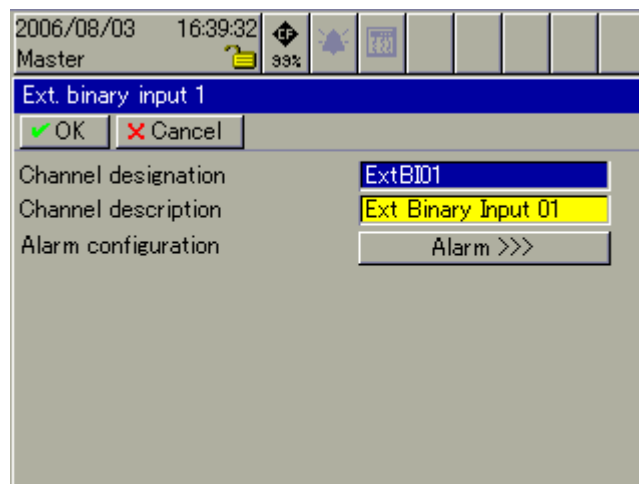 2006/08/03 16:39:32
Master
CF
99%
Ext. binary input 1
OK Cancel
Channel designation ExtBI01
Channel description Ext Binary Input 01
Alarm configuration Alarm >>>